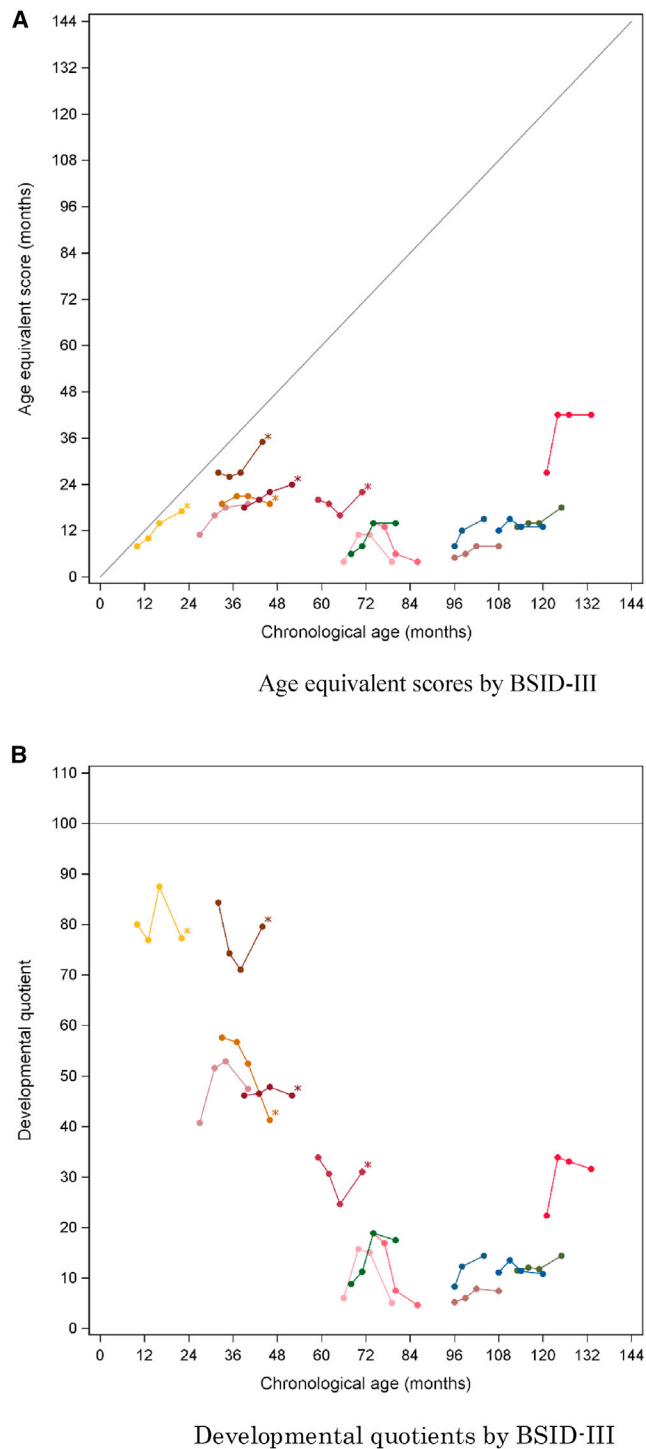 A
144
132
120
108
96
84
72
60
48
36
24
12
0
Age equivalent score (months)
* * * * *
0 12 24 36 48 60 72 84 96 108 120 132 144
Chronological age (months)
Age equivalent scores by BSID-III
B
110
100
90
80
70
60
50
40
30
20
10
0
Developmental quotient
* * * * *
0 12 24 36 48 60 72 84 96 108 120 132 144
Chronological age (months)
Developmental quotients by BSID-III